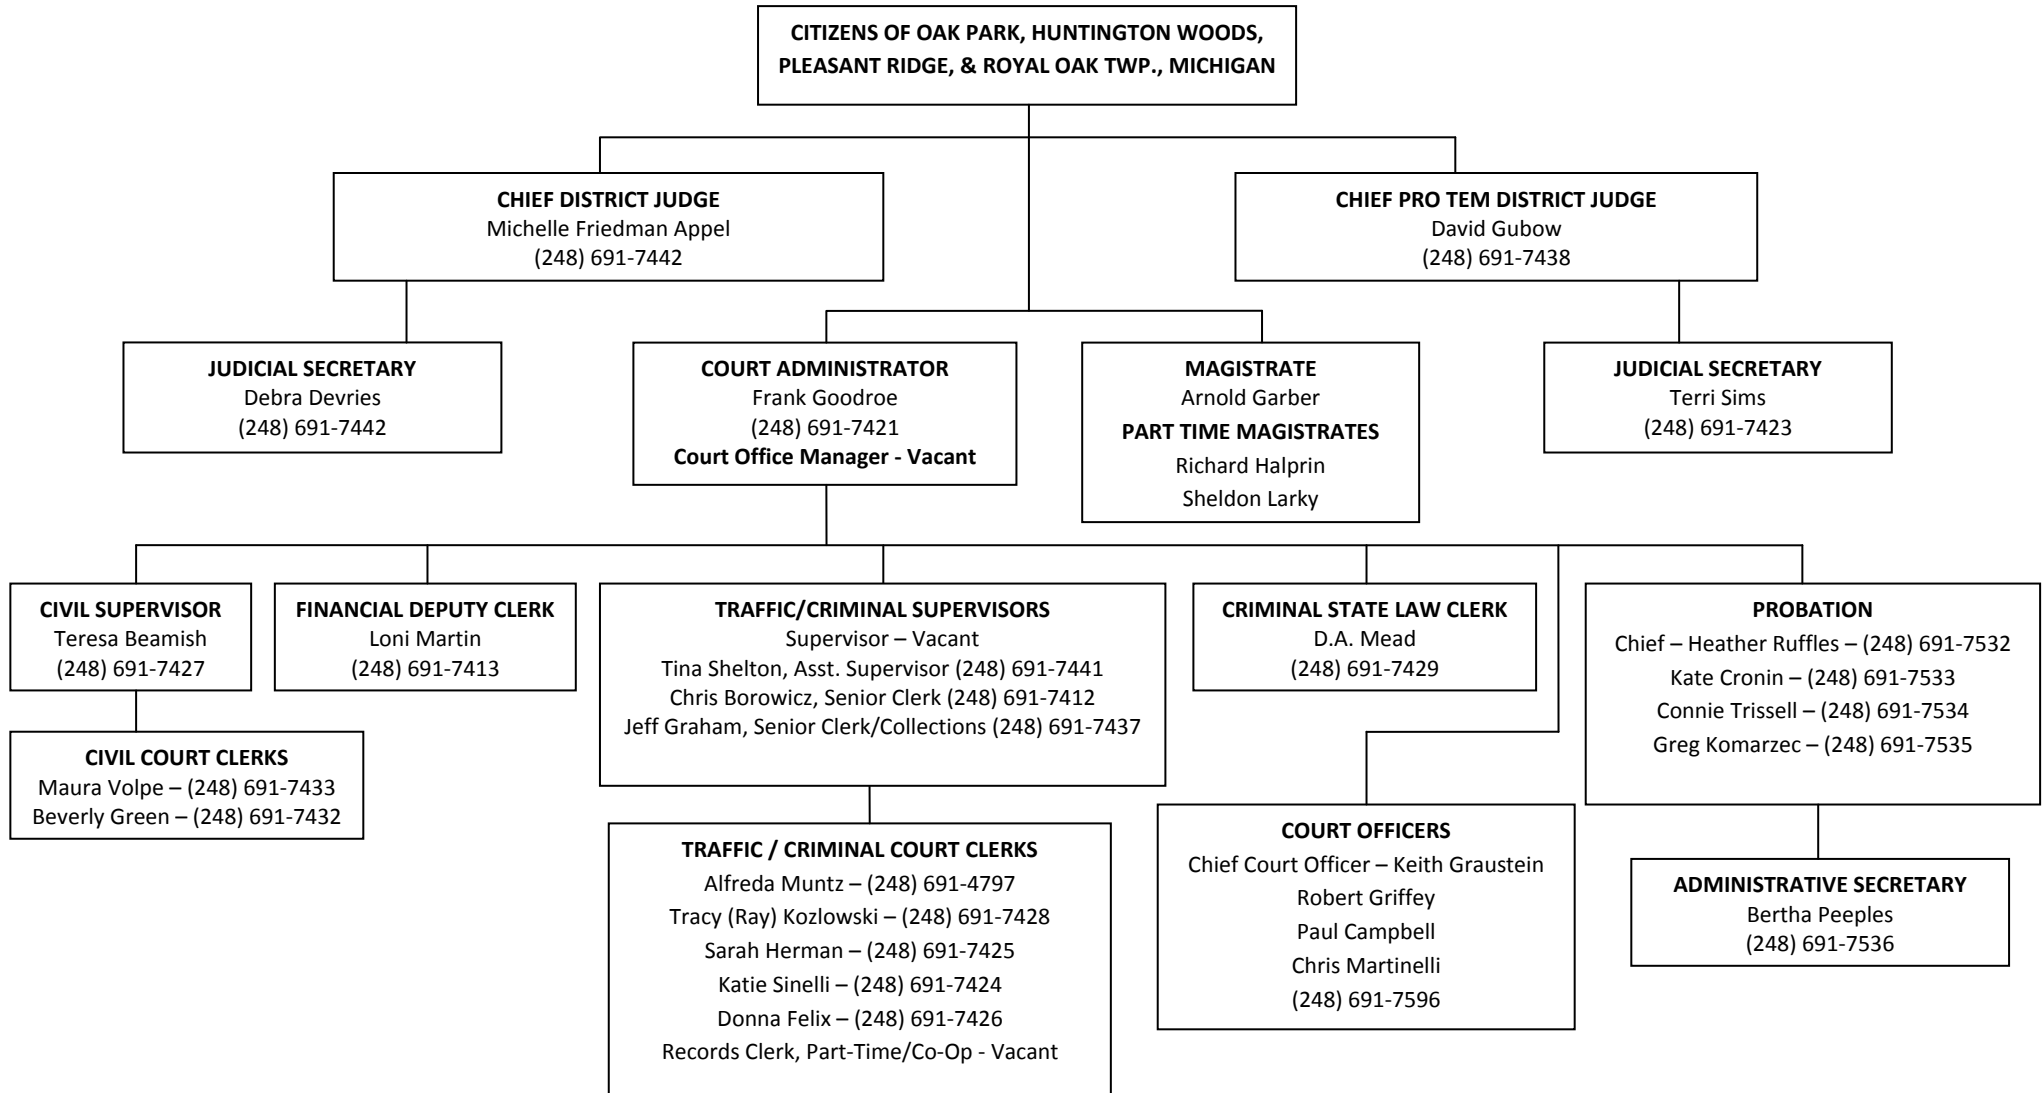 CITIZENS OF OAK PARK, HUNTINGTON WOODS,
PLEASANT RIDGE, & ROYAL OAK TWP., MICHIGAN
CHIEF DISTRICT JUDGE
Michelle Friedman Appel
(248) 691-7442
CHIEF PRO TEM DISTRICT JUDGE
David Gubow
(248) 691-7438
JUDICIAL SECRETARY
Debra Devries
(248) 691-7442
COURT ADMINISTRATOR
Frank Goodroe
(248) 691-7421
Court Office Manager - Vacant
MAGISTRATE
Arnold Garber
PART TIME MAGISTRATES
Richard Halprin
Sheldon Larky
JUDICIAL SECRETARY
Terri Sims
(248) 691-7423
CIVIL SUPERVISOR
Teresa Beamish
(248) 691-7427
FINANCIAL DEPUTY CLERK
Loni Martin
(248) 691-7413
TRAFFIC/CRIMINAL SUPERVISORS
Supervisor – Vacant
Tina Shelton, Asst. Supervisor (248) 691-7441
Chris Borowicz, Senior Clerk (248) 691-7412
Jeff Graham, Senior Clerk/Collections (248) 691-7437
CRIMINAL STATE LAW CLERK
D.A. Mead
(248) 691-7429
PROBATION
Chief – Heather Ruffles – (248) 691-7532
Kate Cronin – (248) 691-7533
Connie Trissell – (248) 691-7534
Greg Komarzec – (248) 691-7535
CIVIL COURT CLERKS
Maura Volpe – (248) 691-7433
Beverly Green – (248) 691-7432
TRAFFIC / CRIMINAL COURT CLERKS
Alfreda Muntz – (248) 691-4797
Tracy (Ray) Kozlowski – (248) 691-7428
Sarah Herman – (248) 691-7425
Katie Sinelli – (248) 691-7424
Donna Felix – (248) 691-7426
Records Clerk, Part-Time/Co-Op - Vacant
COURT OFFICERS
Chief Court Officer – Keith Graustein
Robert Griffey
Paul Campbell
Chris Martinelli
(248) 691-7596
ADMINISTRATIVE SECRETARY
Bertha Peeples
(248) 691-7536